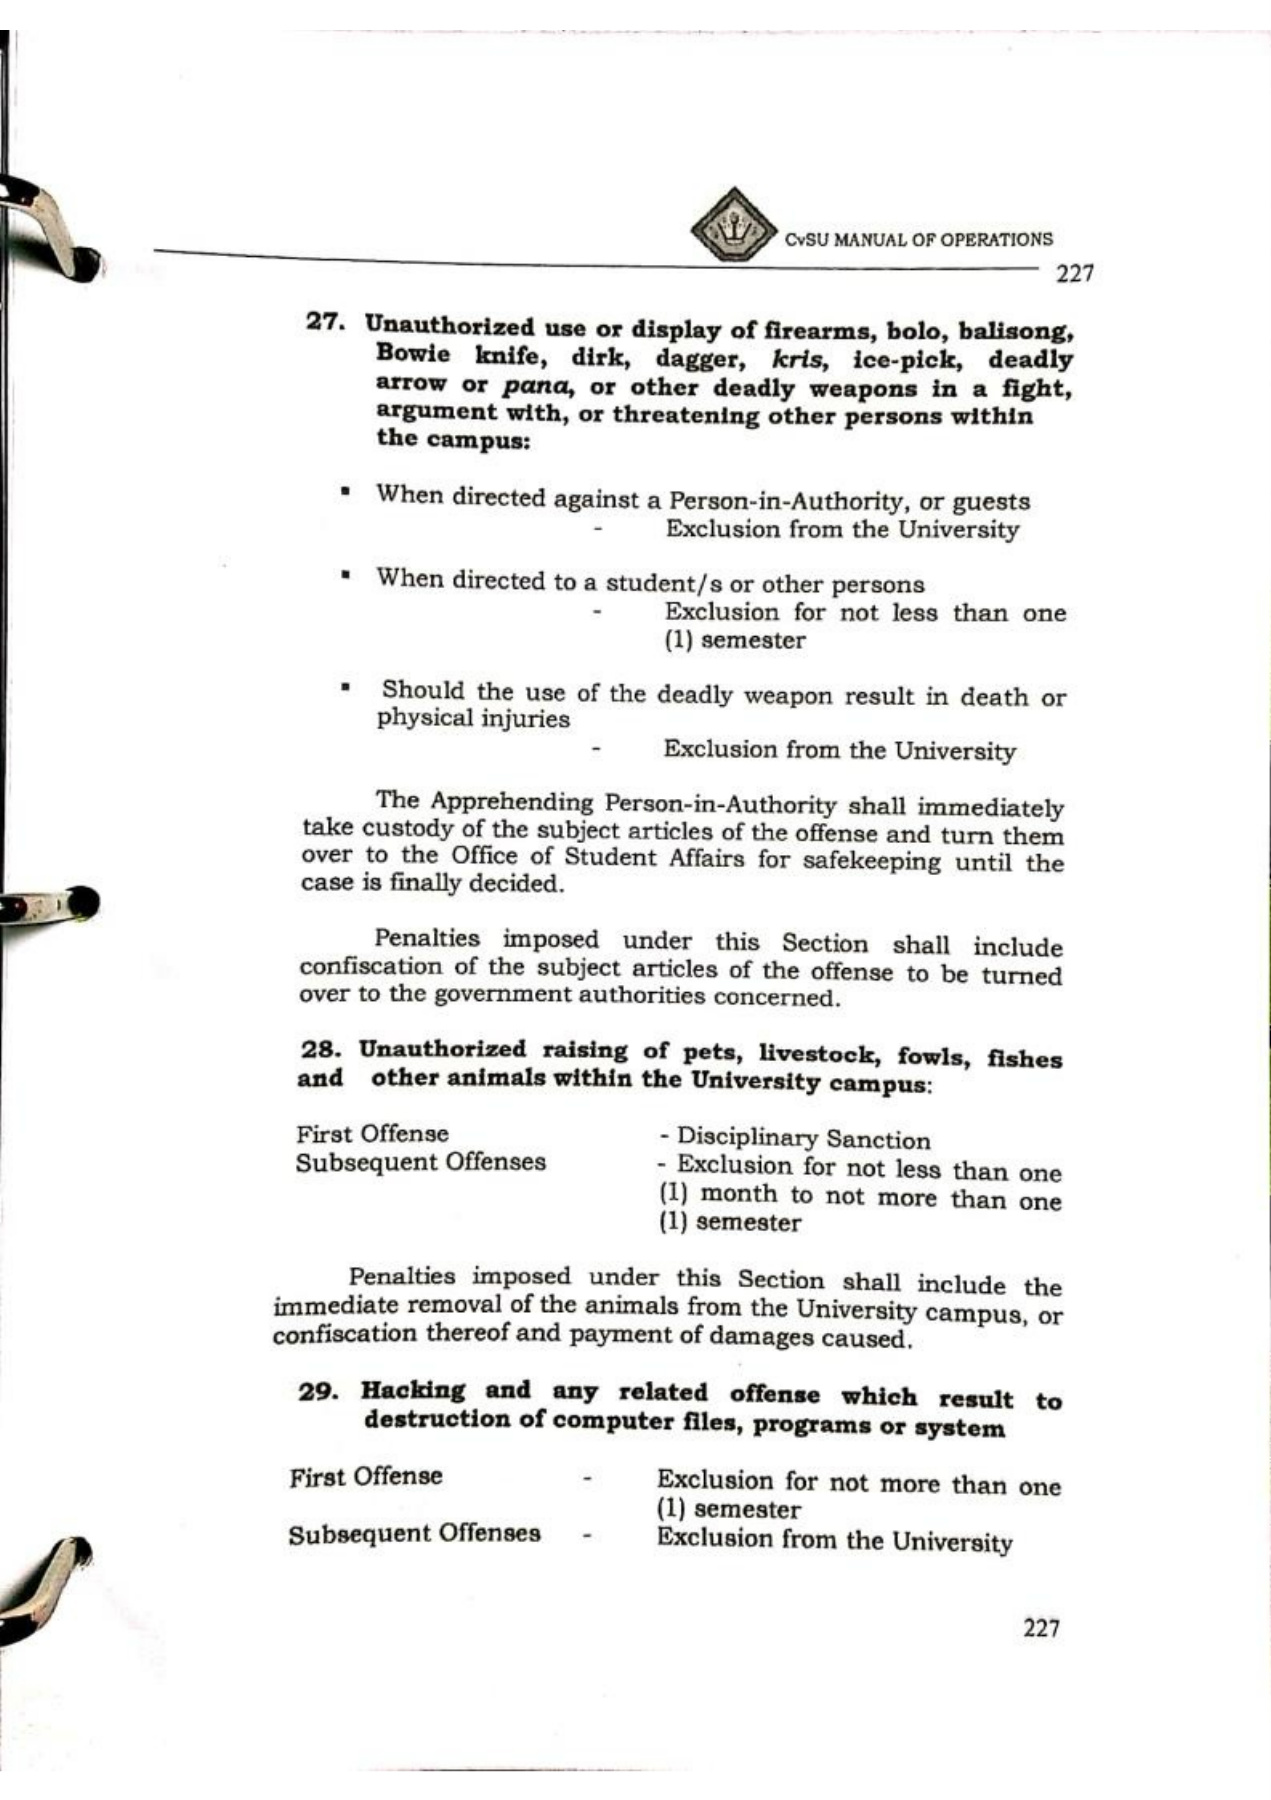 CvSU MANUAL OF OPERATIONS
227
27. Unauthorized use or display of firearms, bolo, balisong,
Bowie knife, dirk, dagger, kris, ice-pick, deadly
arrow or pana, or other deadly weapons in a fight,
argument with, or threatening other persons within
the campus:
▪ When directed against a Person-in-Authority, or guests
- Exclusion from the University
▪ When directed to a student/s or other persons
- Exclusion for not less than one
(1) semester
▪ Should the use of the deadly weapon result in death or
physical injuries
- Exclusion from the University
The Apprehending Person-in-Authority shall immediately
take custody of the subject articles of the offense and turn them
over to the Office of Student Affairs for safekeeping until the
case is finally decided.
Penalties imposed under this Section shall include
confiscation of the subject articles of the offense to be turned
over to the government authorities concerned.
28. Unauthorized raising of pets, livestock, fowls, fishes
and other animals within the University campus:
First Offense - Disciplinary Sanction
Subsequent Offenses - Exclusion for not less than one
(1) month to not more than one
(1) semester
Penalties imposed under this Section shall include the
immediate removal of the animals from the University campus, or
confiscation thereof and payment of damages caused.
29. Hacking and any related offense which result to
destruction of computer files, programs or system
First Offense - Exclusion for not more than one
(1) semester
Subsequent Offenses - Exclusion from the University
227